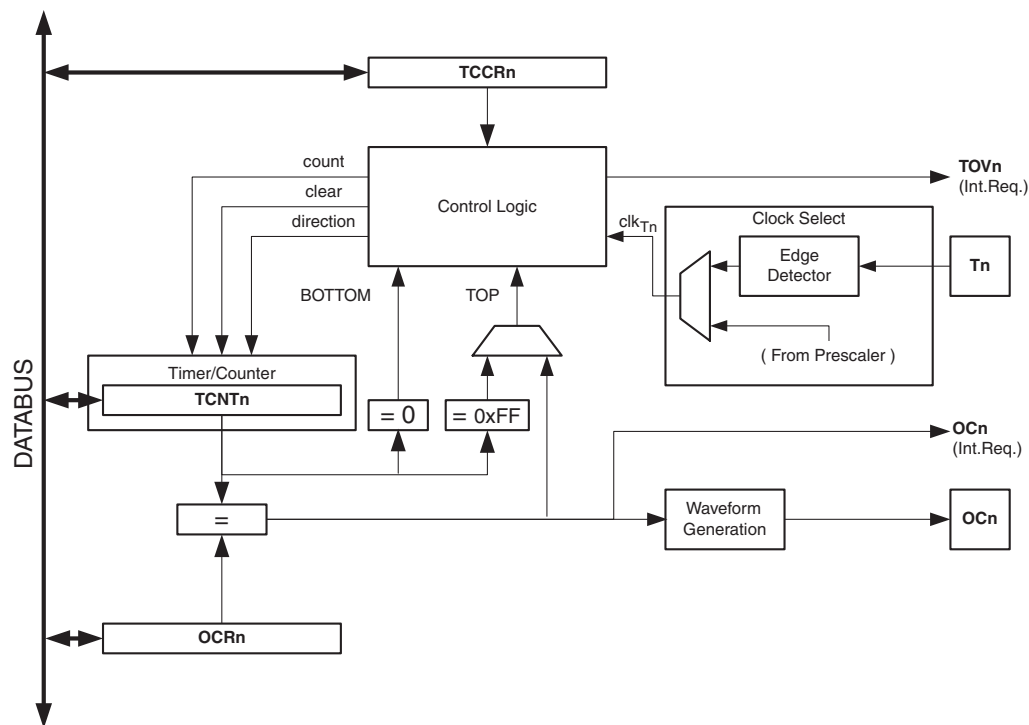 TCCRn
count
clear
direction
Control Logic
TOVn
(Int.Req.)
clkTn
Clock Select
Edge
Detector
Tn
( From Prescaler )
BOTTOM
TOP
DATABUS
Timer/Counter
TCNTn
= 0
= 0xFF
OCn
(Int.Req.)
=
Waveform
Generation
OCn
OCRn